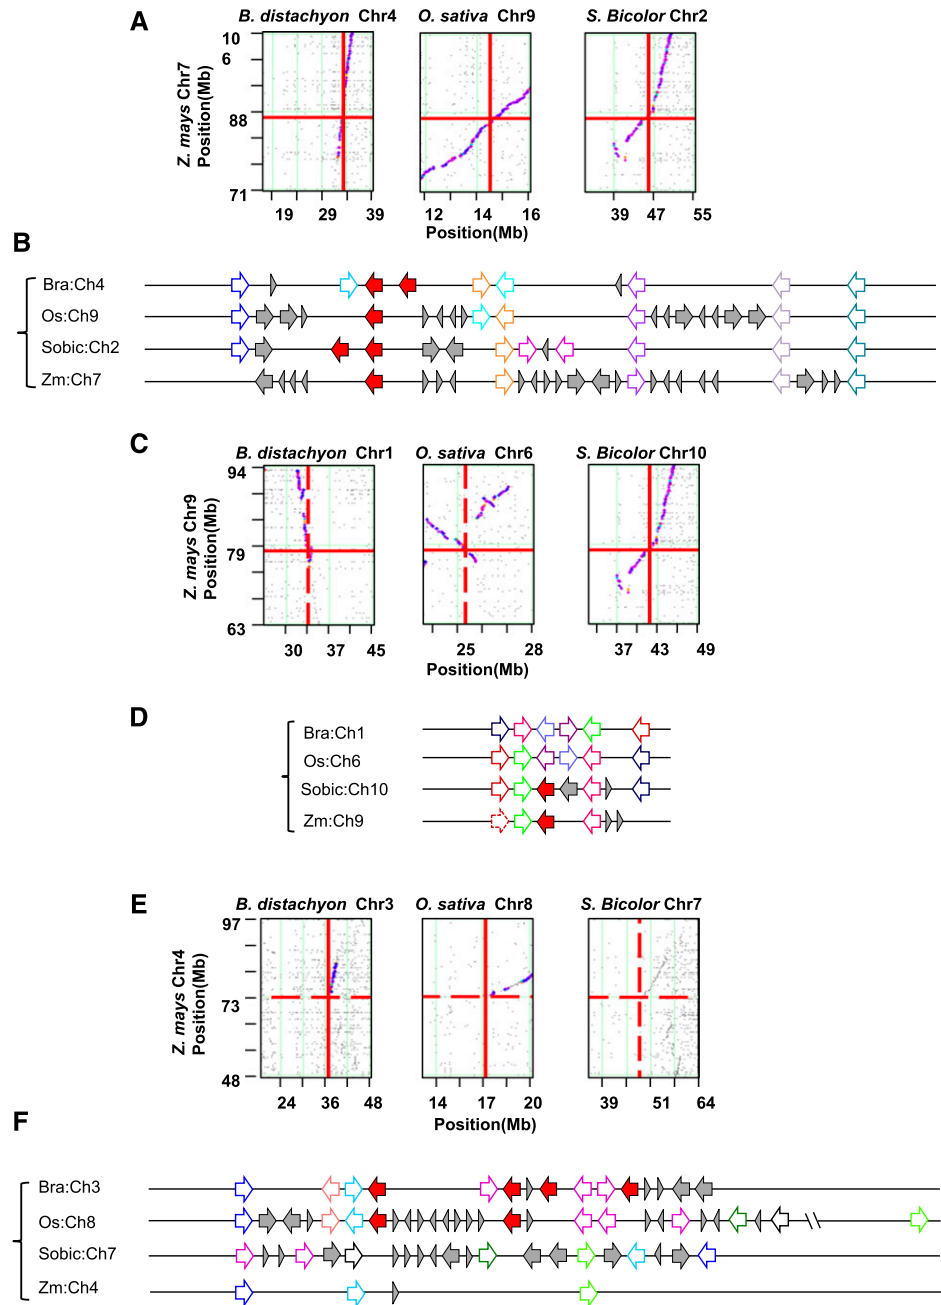 A
B. distachyon Chr4
O. sativa Chr9
S. Bicolor Chr2
Z. mays Chr7
Position(Mb)
10
6
88
71
19 29 39
12 14 16
39 47 55
Position(Mb)
B
Bra:Ch4
Os:Ch9
Sobic:Ch2
Zm:Ch7
C
B. distachyon Chr1
O. sativa Chr6
S. Bicolor Chr10
Z. mays Chr9
Position(Mb)
94
79
63
30 37 45
25 28
37 43 49
Position(Mb)
D
Bra:Ch1
Os:Ch6
Sobic:Ch10
Zm:Ch9
E
B. distachyon Chr3
O. sativa Chr8
S. Bicolor Chr7
Z. mays Chr4
Position(Mb)
97
73
48
24 36 48
14 17 20
39 51 64
Position(Mb)
F
Bra:Ch3
Os:Ch8
Sobic:Ch7
Zm:Ch4